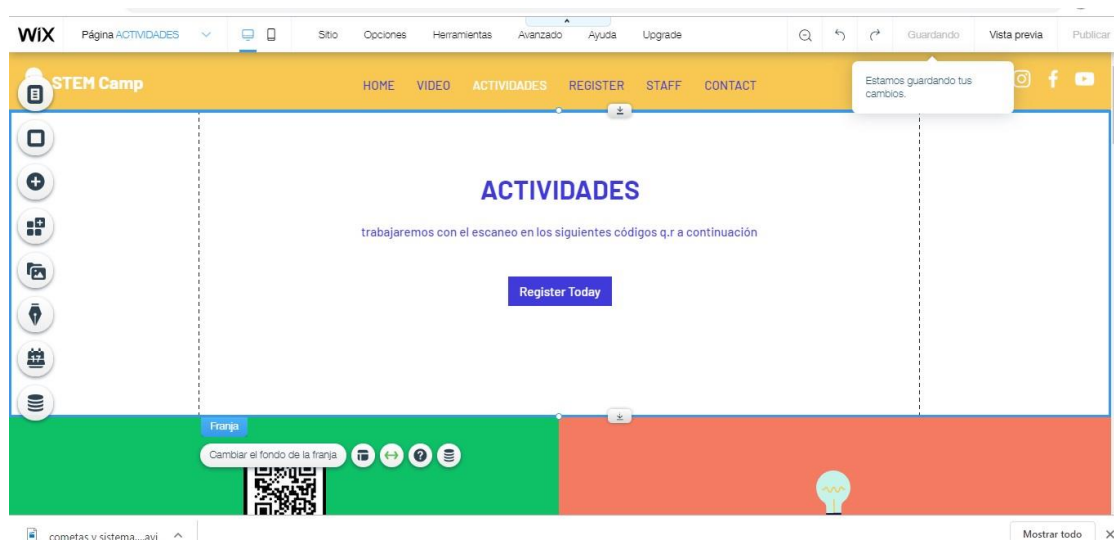 WiX Página ACTIVIDADES Sitio Opciones Herramientas Avanzado Ayuda Upgrade Guardando Vista previa Publicar
STEM Camp HOME VIDEO ACTIVIDADES REGISTER STAFF CONTACT
Estamos guardando tus
cambios.
ACTIVIDADES
trabajaremos con el escaneo en los siguientes códigos q.r a continuación
Register Today
Franja
Cambiar el fondo de la franja
cometas y sistema....avi Mostrar todo